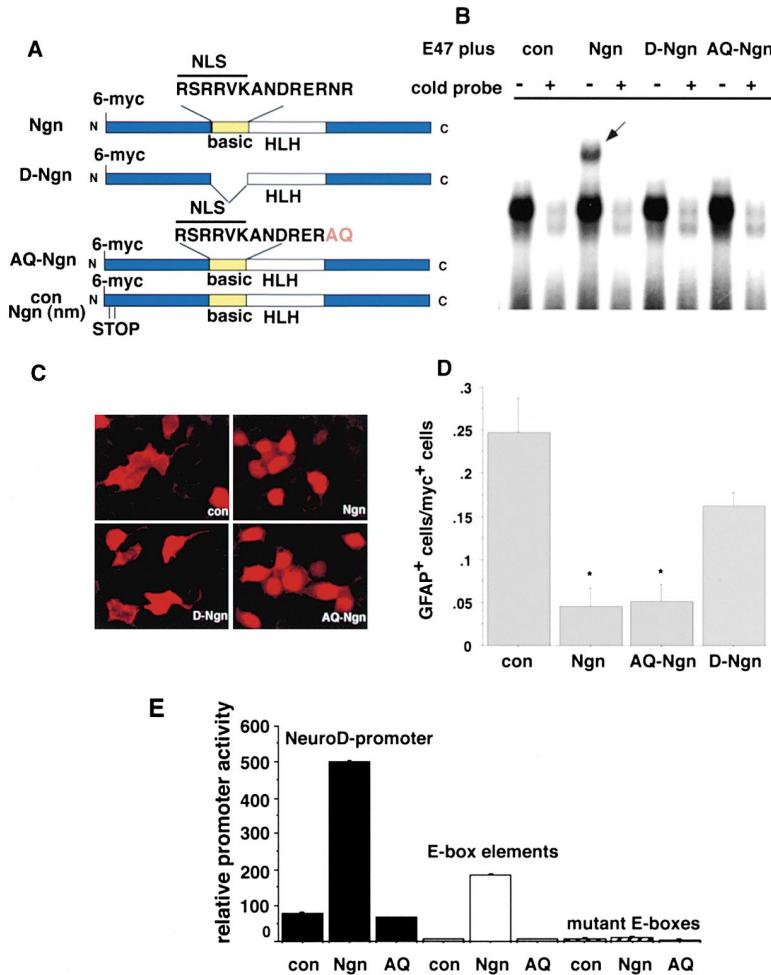 A
NLS
RSRRVKANDRERNR
6-myc
Ngn
N
C
basic
HLH
6-myc
D-Ngn
N
C
HLH
NLS
RSRRVKANDRERAQ
6-myc
AQ-Ngn
N
C
basic
HLH
6-myc
con
Ngn (nm)
N
C
basic
HLH
STOP
B
E47 plus con Ngn D-Ngn AQ-Ngn
cold probe - + - + - + - +
C
con
Ngn
D-Ngn
AQ-Ngn
D
GFAP+ cells/myc+ cells
.3
.25
.2
.15
.1
.05
0
* *
con Ngn AQ-Ngn D-Ngn
E
relative promoter activity
600
500
400
300
200
100
0
NeuroD-promoter
E-box elements
mutant E-boxes
con Ngn AQ con Ngn AQ con Ngn AQ